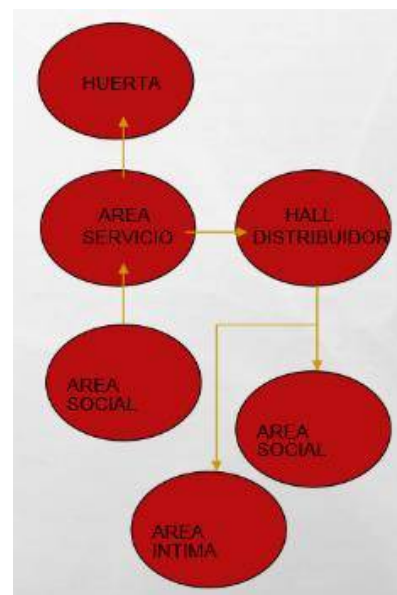 HUERTA
AREA
SERVICIO
HALL
DISTRIBUIDOR
AREA
SOCIAL
AREA
SOCIAL
AREA
INTIMA